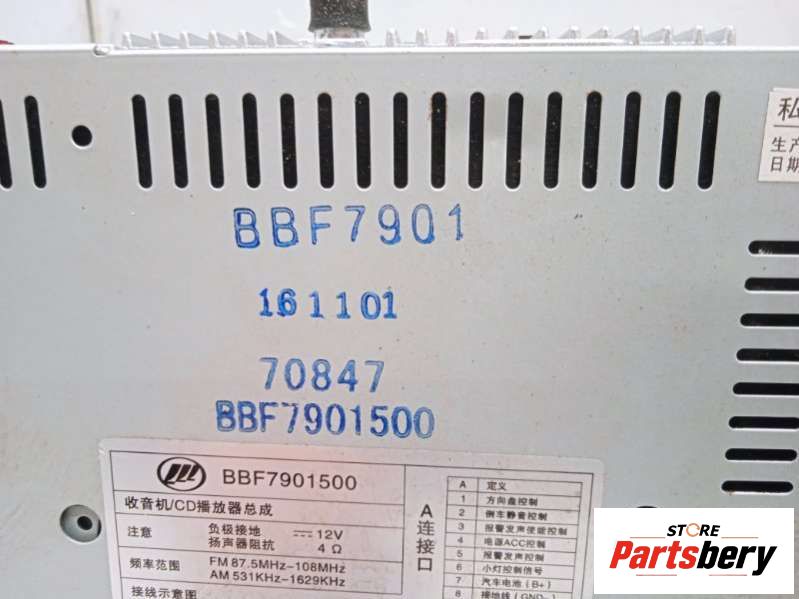 私
生产
日期
BBF7901
161101
70847
BBF7901500
BBF7901500
收音机/CD播放器总成
注意 负极接地 12V
扬声器阻抗 4Ω
频率范围 FM 87.5MHz-108MHz
AM 531KHz-1629KHz
接线示意图
A连接口
A 定义
1 方向盘控制
2 倒车静音控制
3 报警发声使能控制
4 电源ACC控制
5 报警发声控制
6 小灯控制信号
7 汽车电池(B+)
8 接地线(GND-)
STORE
Partsbery